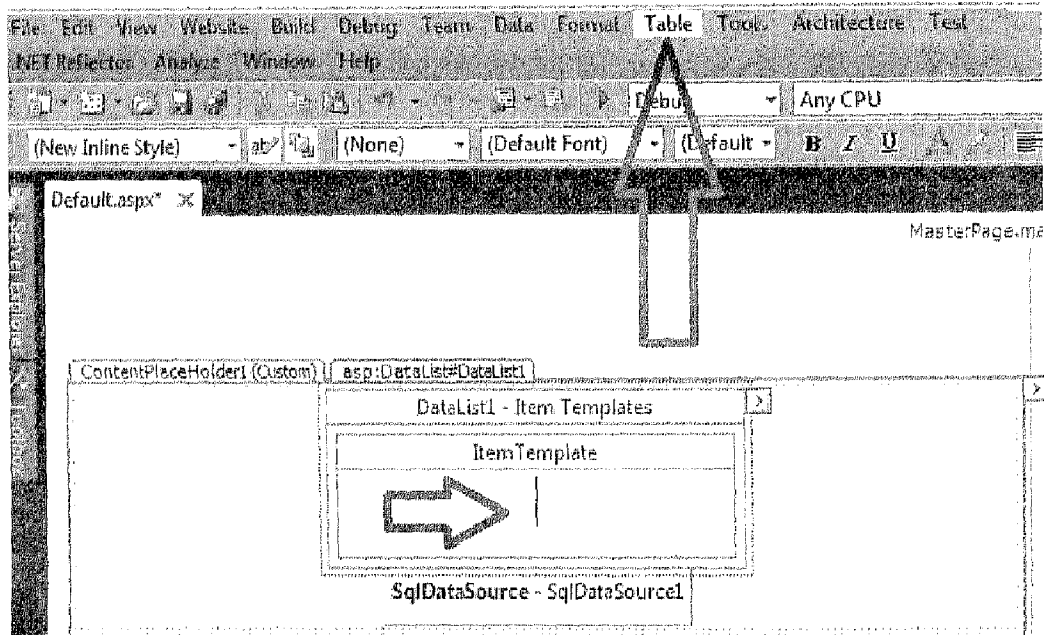 File Edit View Website Build Debug Team Data Format Table Tools Architecture Test
.NET Reflector Analyze Window Help
Debug Any CPU
(New Inline Style) (None) (Default Font) (Default B I U
Default.aspx*
MasterPage.ma
ContentPlaceHolder1 (Custom) asp:DataList#DataList1
DataList1 - Item Templates
ItemTemplate
SqlDataSource - SqlDataSource1